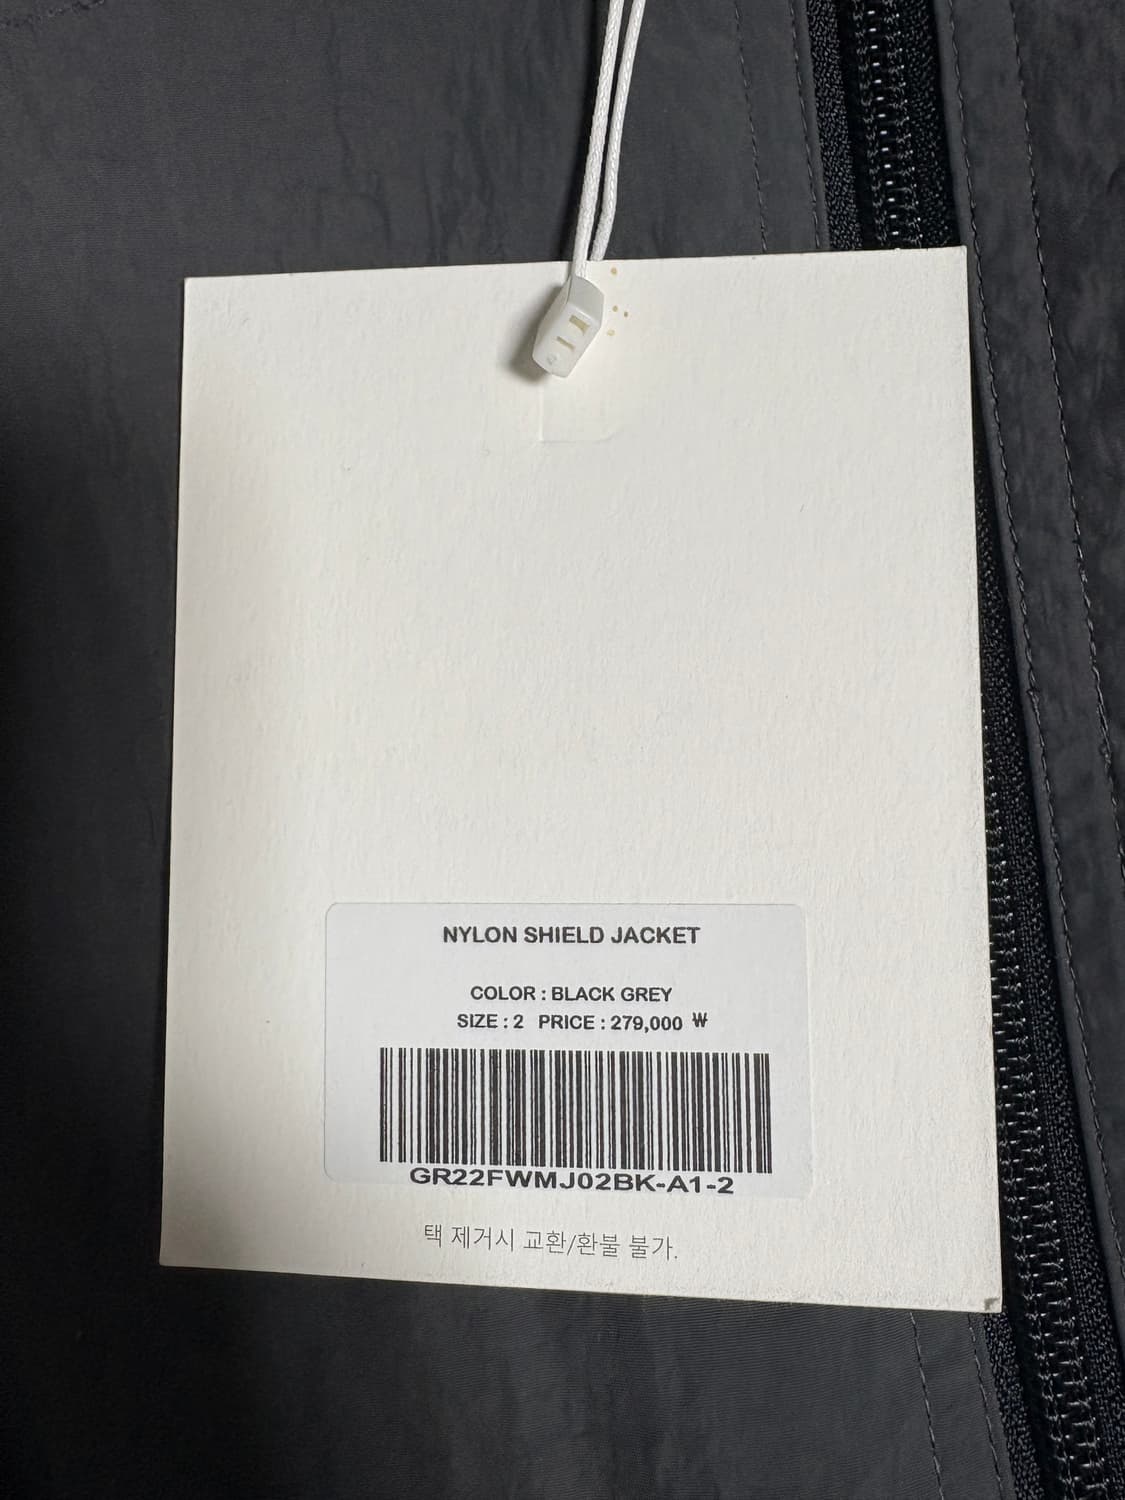 NYLON SHIELD JACKET
COLOR : BLACK GREY
SIZE : 2 PRICE : 279,000 ₩
GR22FWMJ02BK-A1-2
택 제거시 교환/환불 불가.